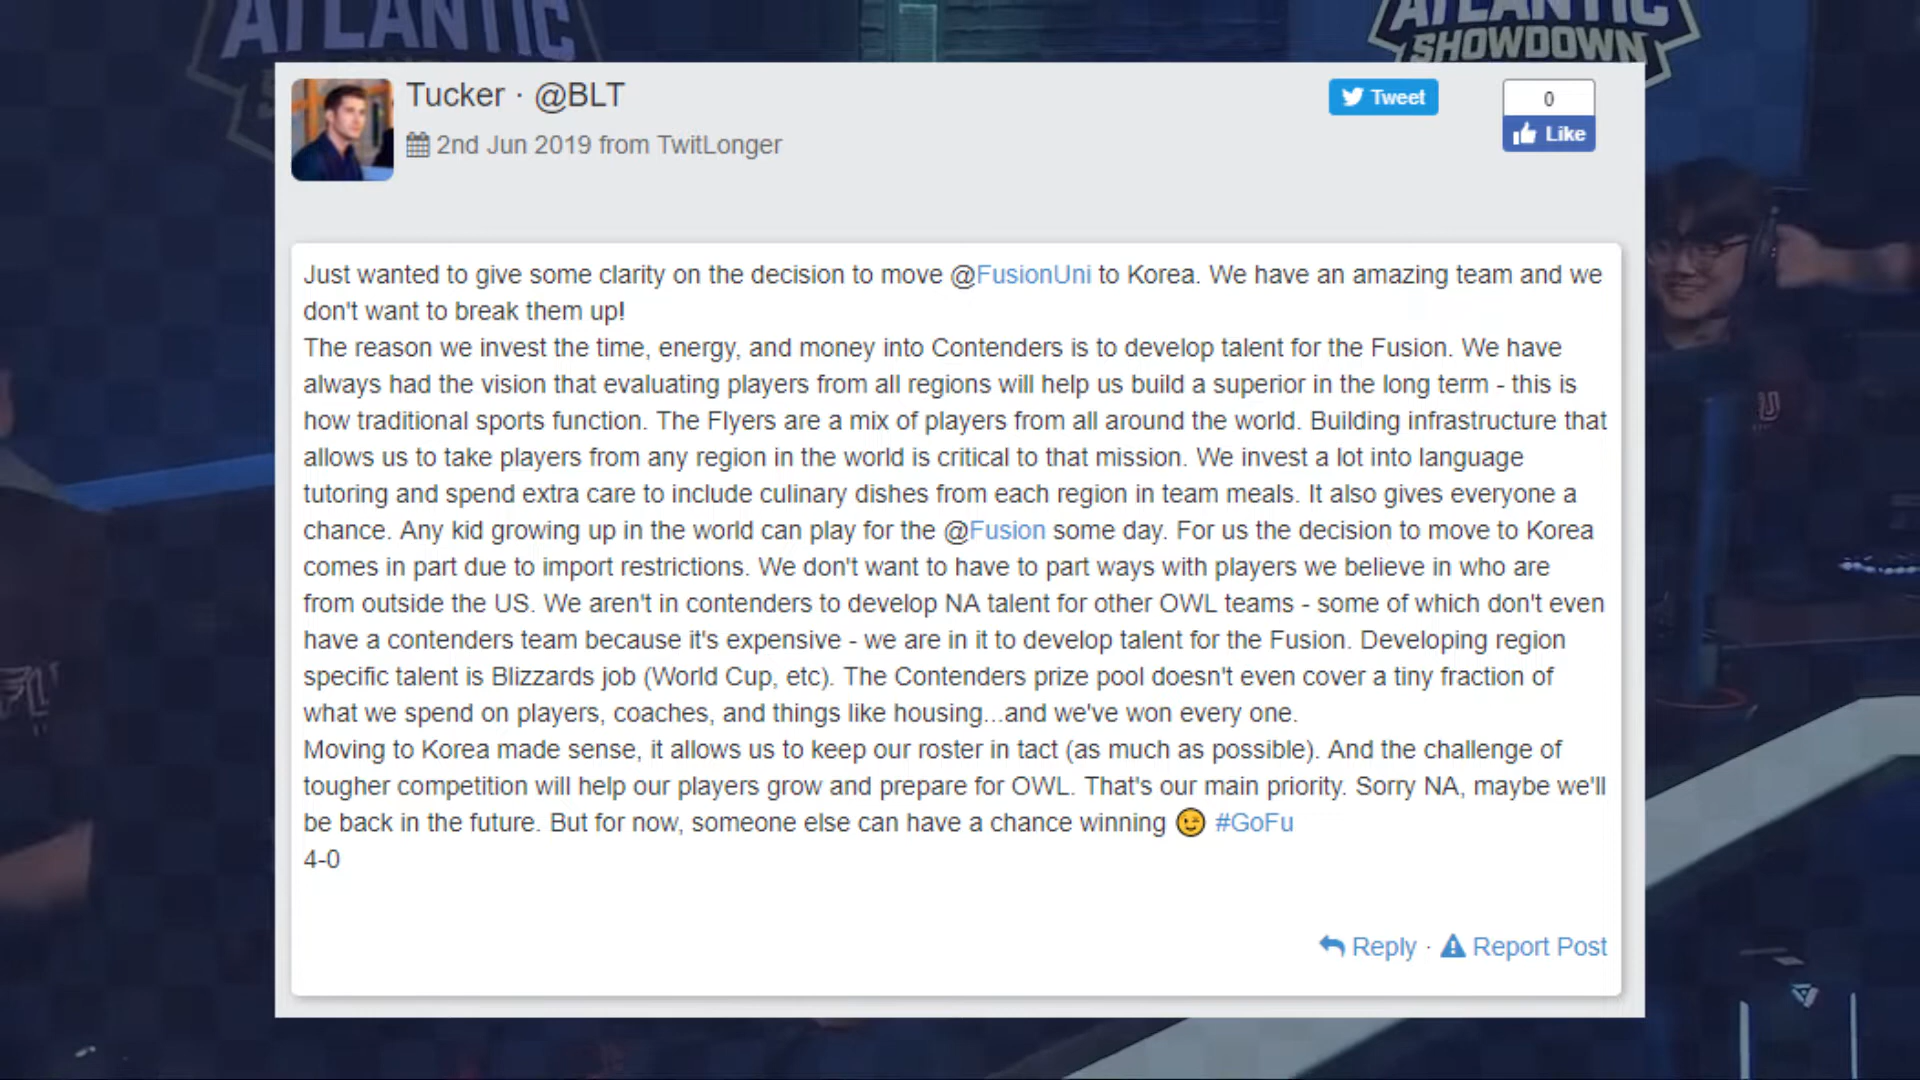 ATLANTIC
ATLANTIC
SHOWDOWN
Tucker · @BLT
2nd Jun 2019 from TwitLonger
Tweet
0
Like
Just wanted to give some clarity on the decision to move @FusionUni to Korea. We have an amazing team and we
don't want to break them up!
The reason we invest the time, energy, and money into Contenders is to develop talent for the Fusion. We have
always had the vision that evaluating players from all regions will help us build a superior in the long term - this is
how traditional sports function. The Flyers are a mix of players from all around the world. Building infrastructure that
allows us to take players from any region in the world is critical to that mission. We invest a lot into language
tutoring and spend extra care to include culinary dishes from each region in team meals. It also gives everyone a
chance. Any kid growing up in the world can play for the @Fusion some day. For us the decision to move to Korea
comes in part due to import restrictions. We don't want to have to part ways with players we believe in who are
from outside the US. We aren't in contenders to develop NA talent for other OWL teams - some of which don't even
have a contenders team because it's expensive - we are in it to develop talent for the Fusion. Developing region
specific talent is Blizzards job (World Cup, etc). The Contenders prize pool doesn't even cover a tiny fraction of
what we spend on players, coaches, and things like housing...and we've won every one.
Moving to Korea made sense, it allows us to keep our roster in tact (as much as possible). And the challenge of
tougher competition will help our players grow and prepare for OWL. That's our main priority. Sorry NA, maybe we'll
be back in the future. But for now, someone else can have a chance winning 😉 #GoFu
4-0
Reply · Report Post